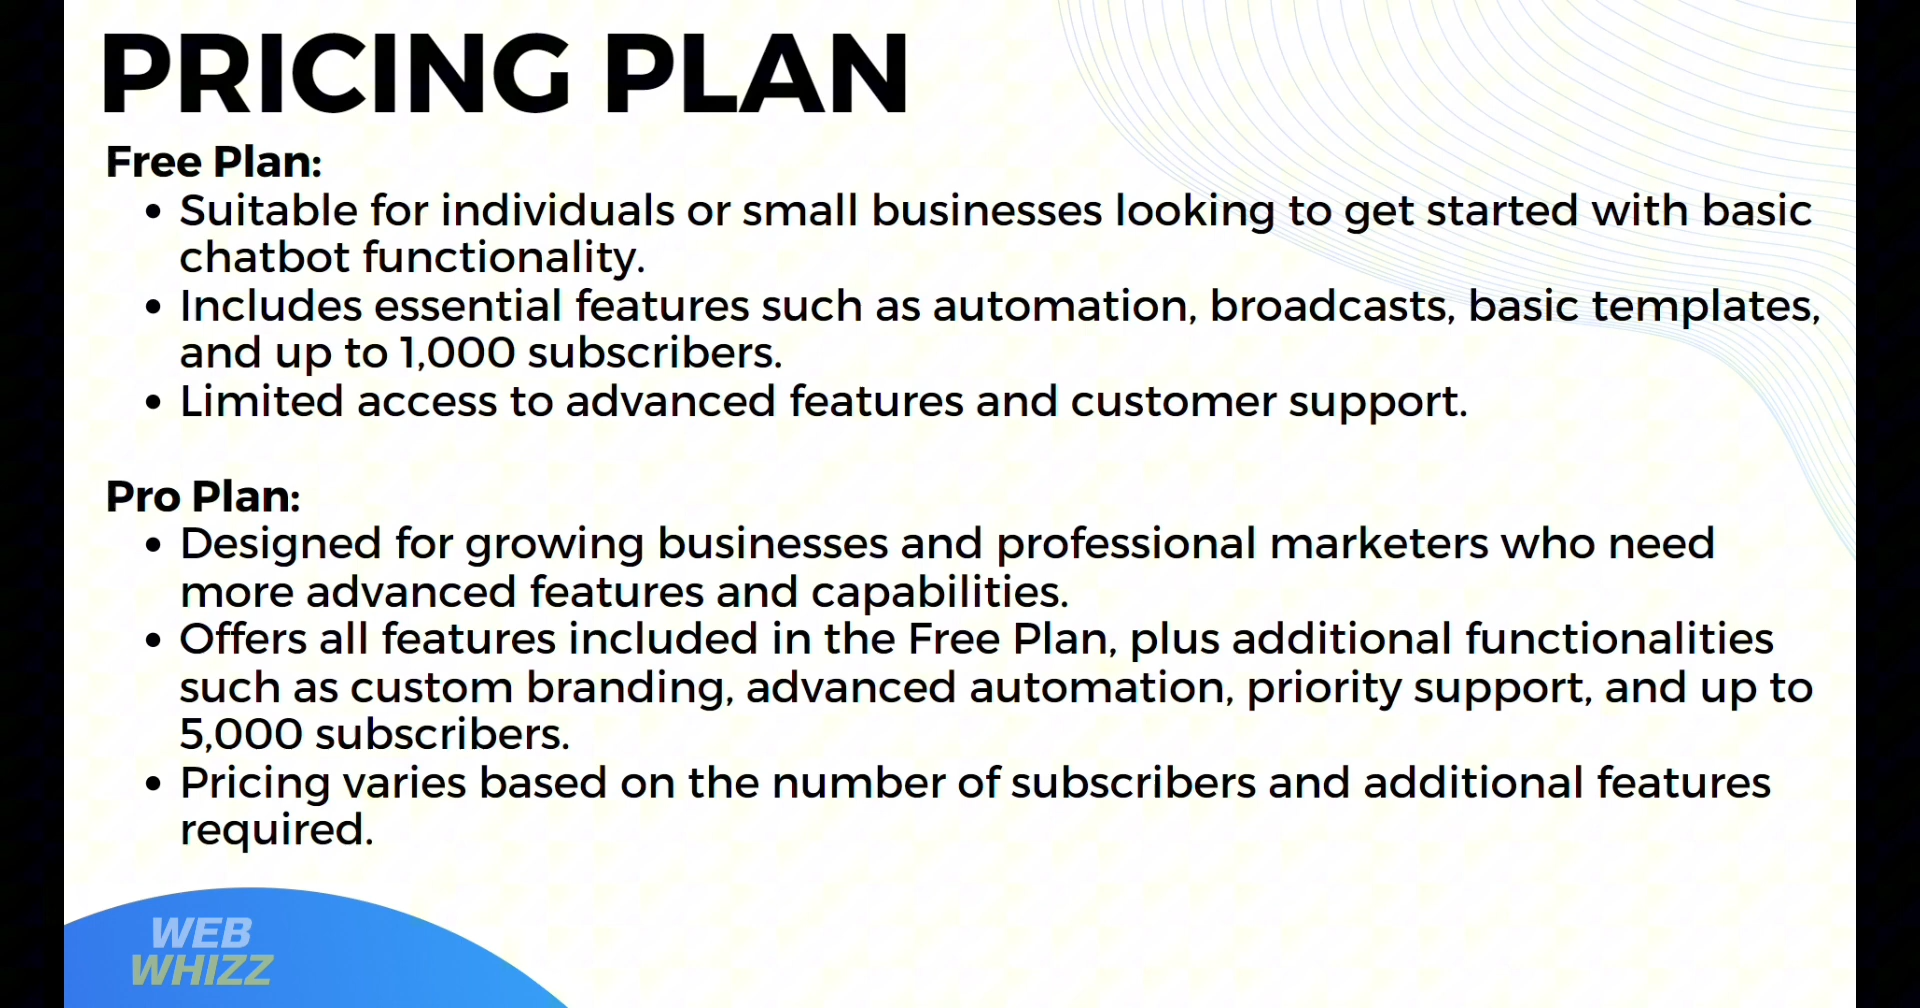 PRICING PLAN
Free Plan:
• Suitable for individuals or small businesses looking to get started with basic
chatbot functionality.
• Includes essential features such as automation, broadcasts, basic templates,
and up to 1,000 subscribers.
• Limited access to advanced features and customer support.
Pro Plan:
• Designed for growing businesses and professional marketers who need
more advanced features and capabilities.
• Offers all features included in the Free Plan, plus additional functionalities
such as custom branding, advanced automation, priority support, and up to
5,000 subscribers.
• Pricing varies based on the number of subscribers and additional features
required.
WEB
WHIZZ